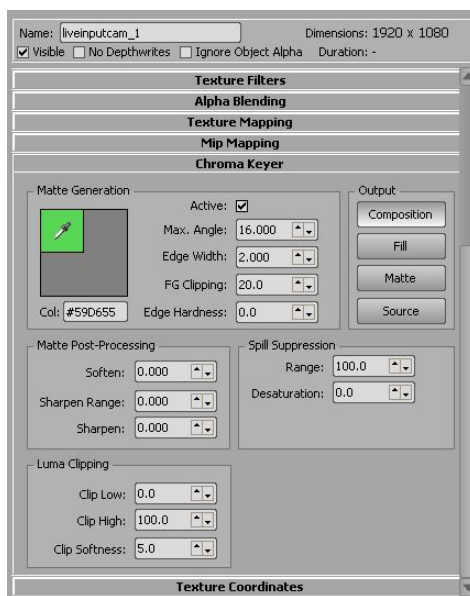 Name: liveinputcam_1 Dimensions: 1920 x 1080
Visible No Depthwrites Ignore Object Alpha Duration: -
Texture Filters
Alpha Blending
Texture Mapping
Mip Mapping
Chroma Keyer
Matte Generation
Active:
Max. Angle: 16.000
Edge Width: 2.000
FG Clipping: 20.0
Col: #59D655 Edge Hardness: 0.0
Output
Composition
Fill
Matte
Source
Matte Post-Processing
Soften: 0.000
Sharpen Range: 0.000
Sharpen: 0.000
Spill Suppression
Range: 100.0
Desaturation: 0.0
Luma Clipping
Clip Low: 0.0
Clip High: 100.0
Clip Softness: 5.0
Texture Coordinates